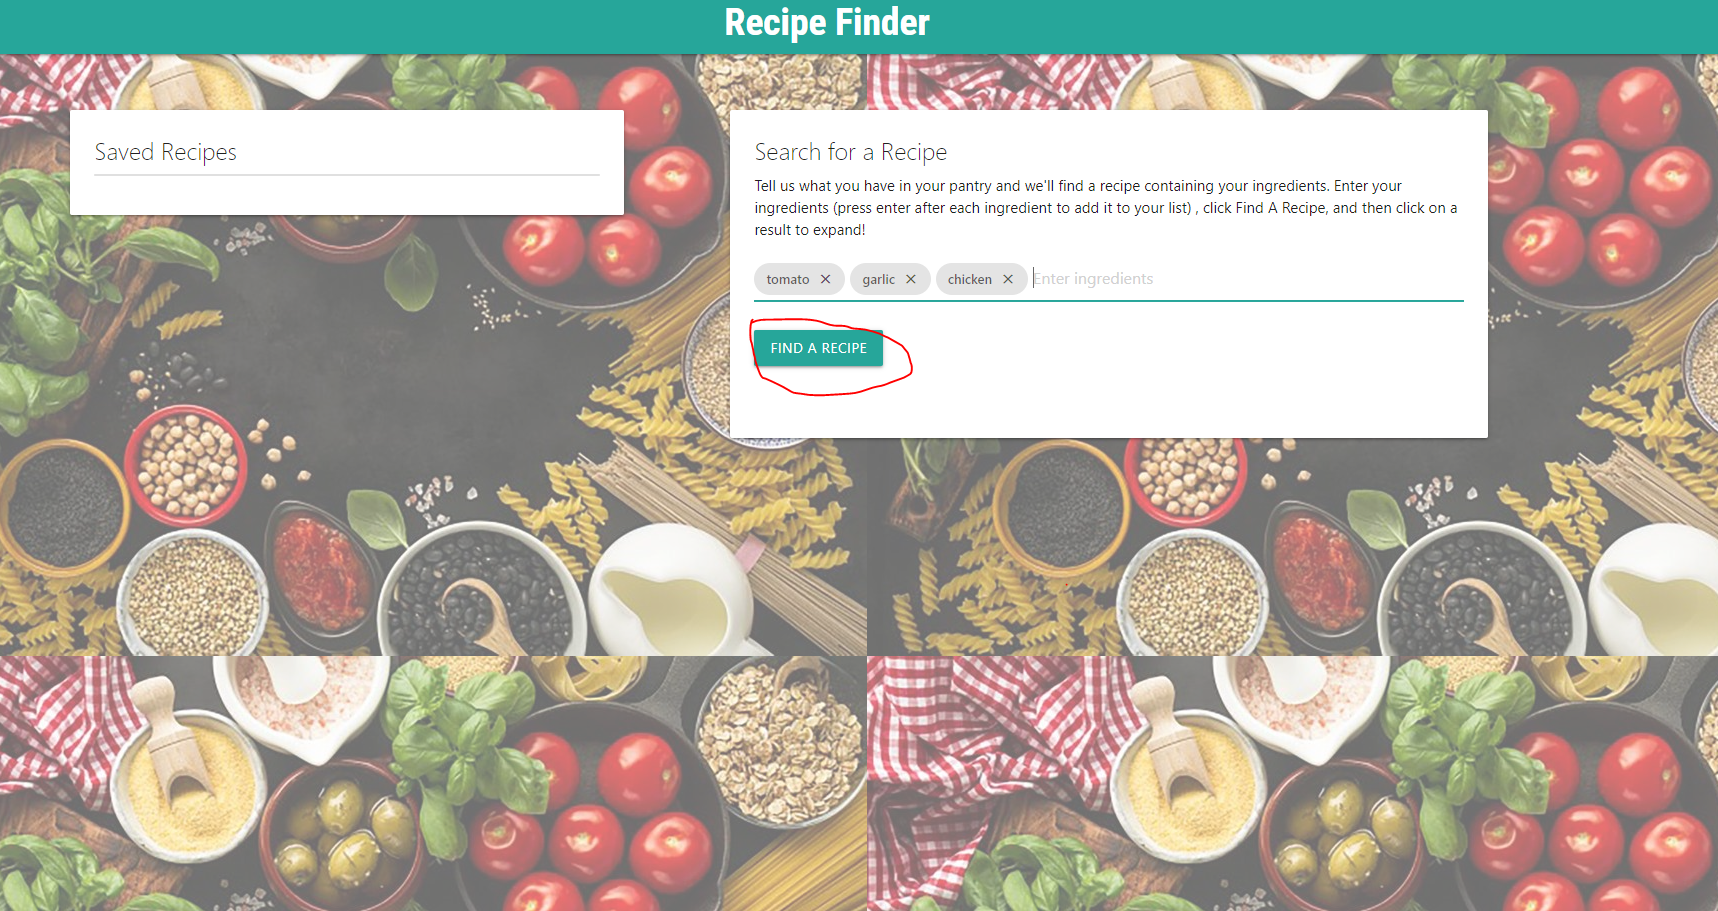 Recipe Finder
Saved Recipes
Search for a Recipe
Tell us what you have in your pantry and we'll find a recipe containing your ingredients. Enter your
ingredients (press enter after each ingredient to add it to your list) , click Find A Recipe, and then click on a
result to expand!
tomato ✕ garlic ✕ chicken ✕ Enter ingredients
FIND A RECIPE